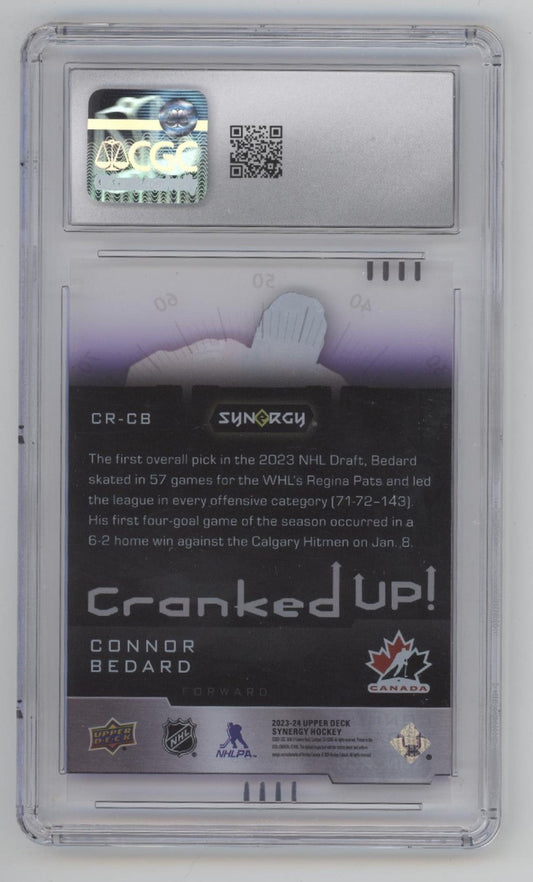 CGC
50
60
40
70
CR-CB
SYNERGY
The first overall pick in the 2023 NHL Draft, Bedard
skated in 57 games for the WHL's Regina Pats and led
the league in every offensive category (71-72–143).
His first four-goal game of the season occurred in a
6-2 home win against the Calgary Hitmen on Jan. 8.
Cranked UP!
CONNOR
BEDARD
CANADA
FORWARD
UPPER
DECK
NHL
NHLPA
2023-24 UPPER DECK
SYNERGY HOCKEY